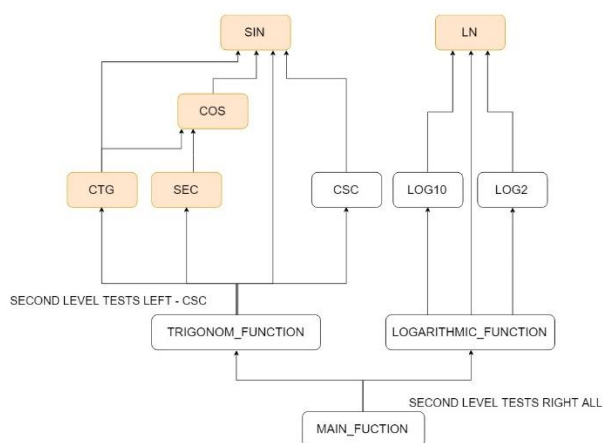 SIN
LN
COS
CTG
SEC
CSC
LOG10
LOG2
SECOND LEVEL TESTS LEFT - CSC
TRIGONOM_FUNCTION
LOGARITHMIC_FUNCTION
SECOND LEVEL TESTS RIGHT ALL
MAIN_FUCTION